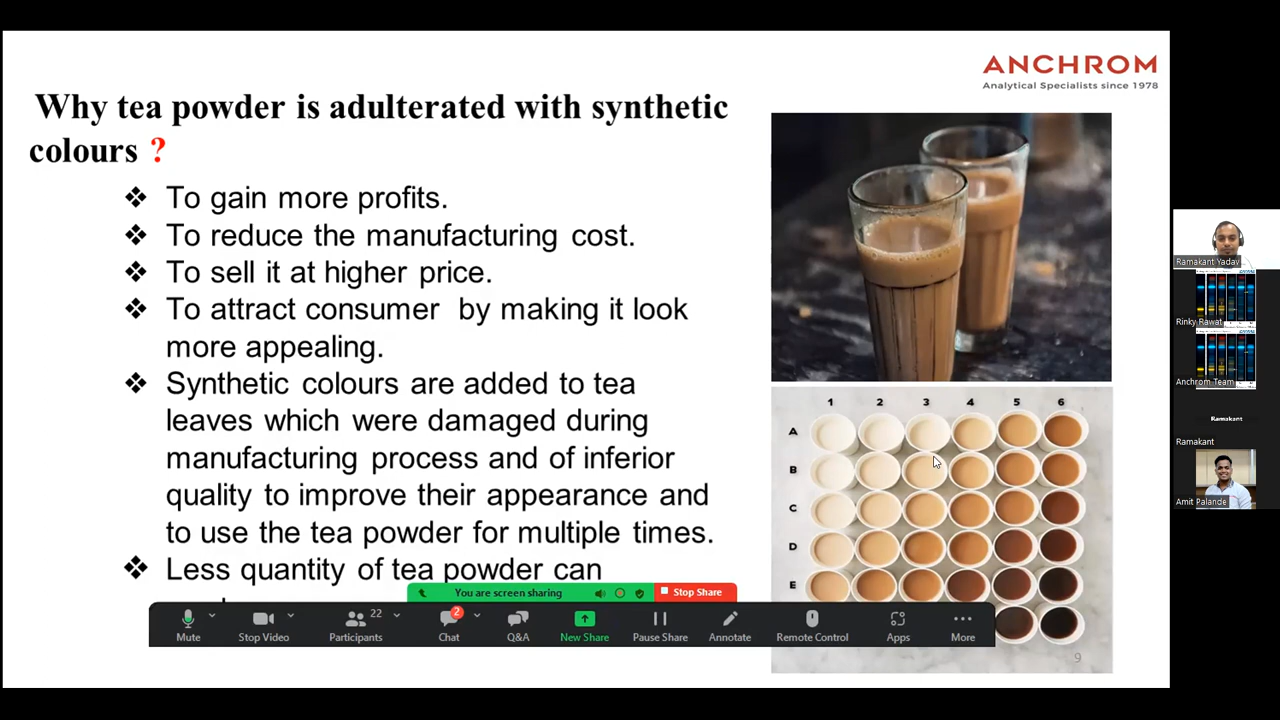 ANCHROM
Analytical Specialists since 1978
Why tea powder is adulterated with synthetic
colours ?
❖ To gain more profits.
❖ To reduce the manufacturing cost.
❖ To sell it at higher price.
❖ To attract consumer by making it look
more appealing.
❖ Synthetic colours are added to tea
leaves which were damaged during
manufacturing process and of inferior
quality to improve their appearance and
to use the tea powder for multiple times.
❖ Less quantity of tea powder can
1 2 3 4 5 6
A
B
C
D
E
9
You are screen sharing
Stop Share
Mute
Stop Video
Participants 22
Chat 2
Q&A
New Share
Pause Share
Annotate
Remote Control
Apps
More
Ramakant Yadav
Rinky Rawat
Anchrom Team
Ramakant
Ramakant
Amit Palande